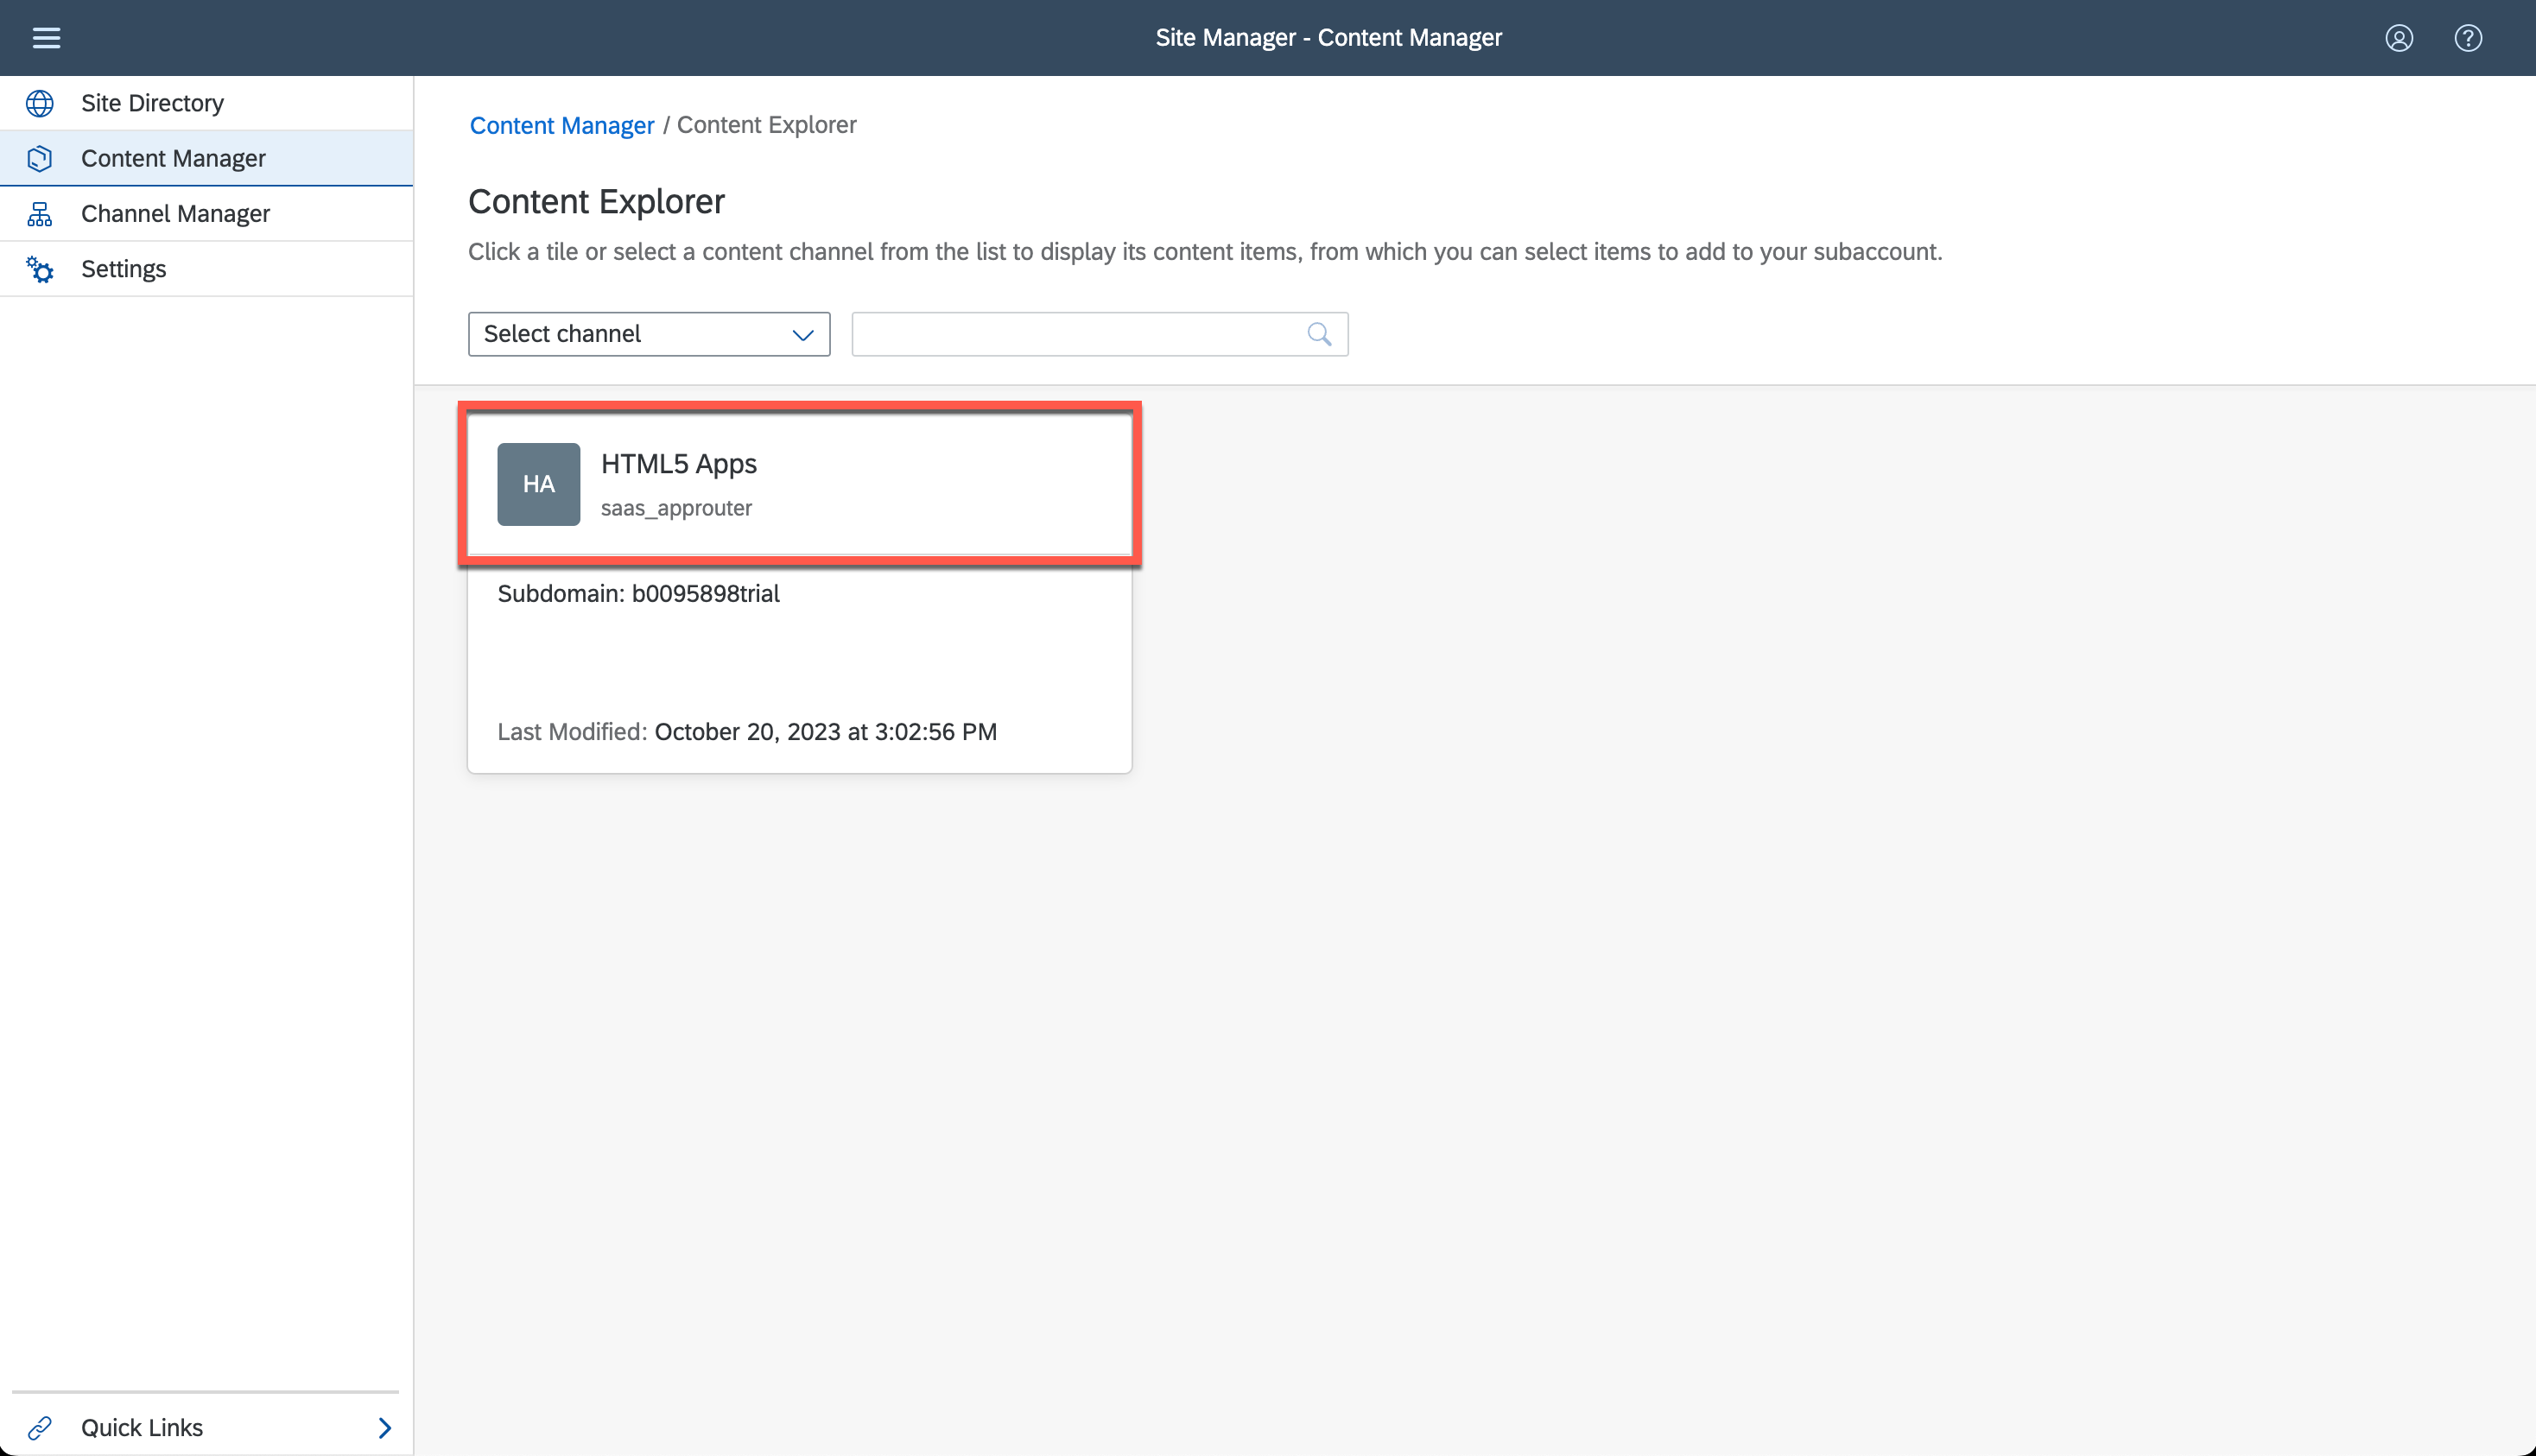 Site Manager - Content Manager
Site Directory
Content Manager
Channel Manager
Settings
Content Manager / Content Explorer
Content Explorer
Click a tile or select a content channel from the list to display its content items, from which you can select items to add to your subaccount.
Select channel
HA
HTML5 Apps
saas_approuter
Subdomain: b0095898trial
Last Modified: October 20, 2023 at 3:02:56 PM
Quick Links